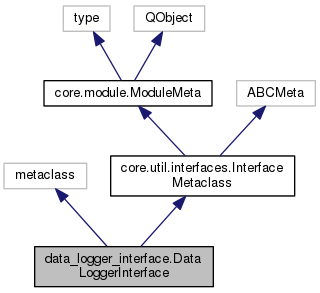 type
QObject
core.module.ModuleMeta
ABCMeta
core.util.interfaces.Interface
Metaclass
metaclass
data_logger_interface.Data
LoggerInterface